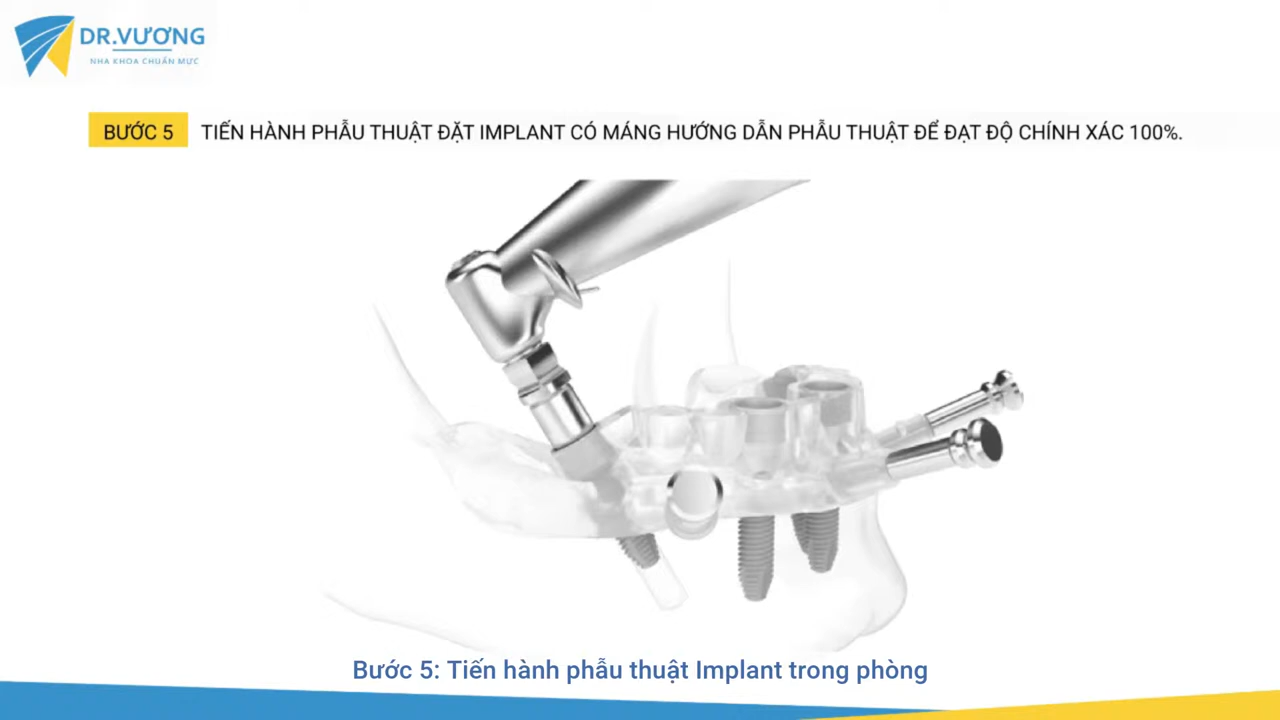 DR.VƯƠNG
NHA KHOA CHUẨN MỰC
BƯỚC 5 TIẾN HÀNH PHẪU THUẬT ĐẶT IMPLANT CÓ MÁNG HƯỚNG DẪN PHẪU THUẬT ĐỂ ĐẠT ĐỘ CHÍNH XÁC 100%.
Bước 5: Tiến hành phẫu thuật Implant trong phòng